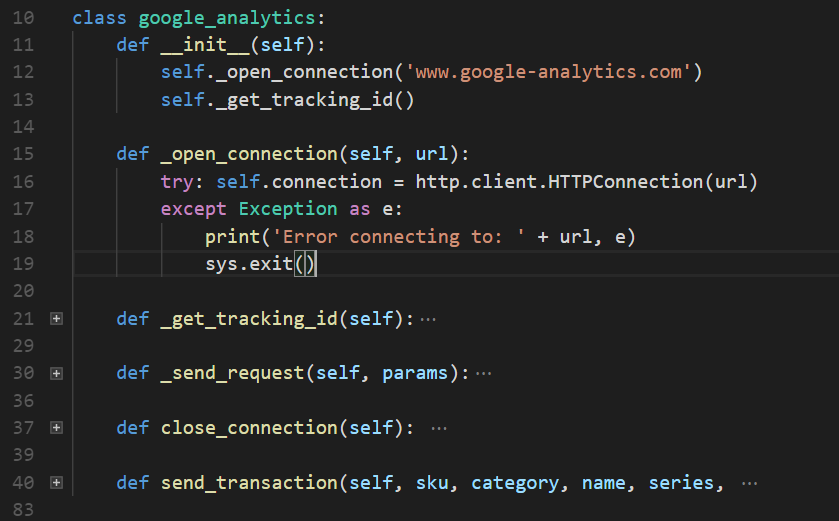 10 class google_analytics:
11     def __init__(self):
12         self._open_connection('www.google-analytics.com')
13         self._get_tracking_id()
14
15     def _open_connection(self, url):
16         try: self.connection = http.client.HTTPConnection(url)
17         except Exception as e:
18             print('Error connecting to: ' + url, e)
19             sys.exit()
20
21     def _get_tracking_id(self):···
29
30     def _send_request(self, params):···
36
37     def close_connection(self): ···
39
40     def send_transaction(self, sku, category, name, series, ···
83